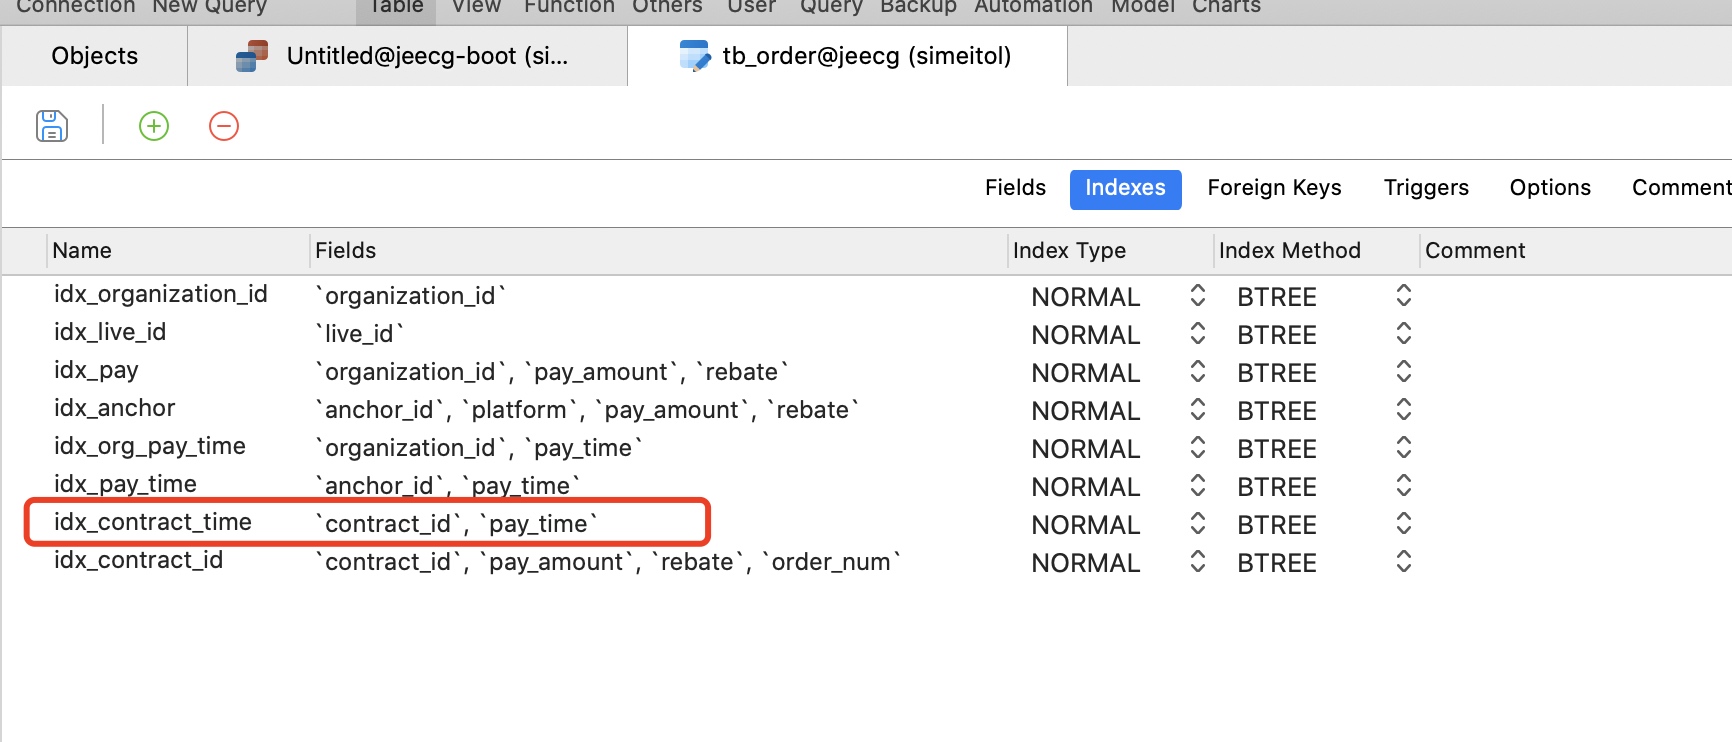 Connection New Query Table View Function Others User Query Backup Automation Model Charts
Objects Untitled@jeecg-boot (si... tb_order@jeecg (simeitol)
Fields Indexes Foreign Keys Triggers Options Comment
Name Fields Index Type Index Method Comment
idx_organization_id `organization_id` NORMAL BTREE
idx_live_id `live_id` NORMAL BTREE
idx_pay `organization_id`, `pay_amount`, `rebate` NORMAL BTREE
idx_anchor `anchor_id`, `platform`, `pay_amount`, `rebate` NORMAL BTREE
idx_org_pay_time `organization_id`, `pay_time` NORMAL BTREE
idx_pay_time `anchor_id`, `pay_time` NORMAL BTREE
idx_contract_time `contract_id`, `pay_time` NORMAL BTREE
idx_contract_id `contract_id`, `pay_amount`, `rebate`, `order_num` NORMAL BTREE